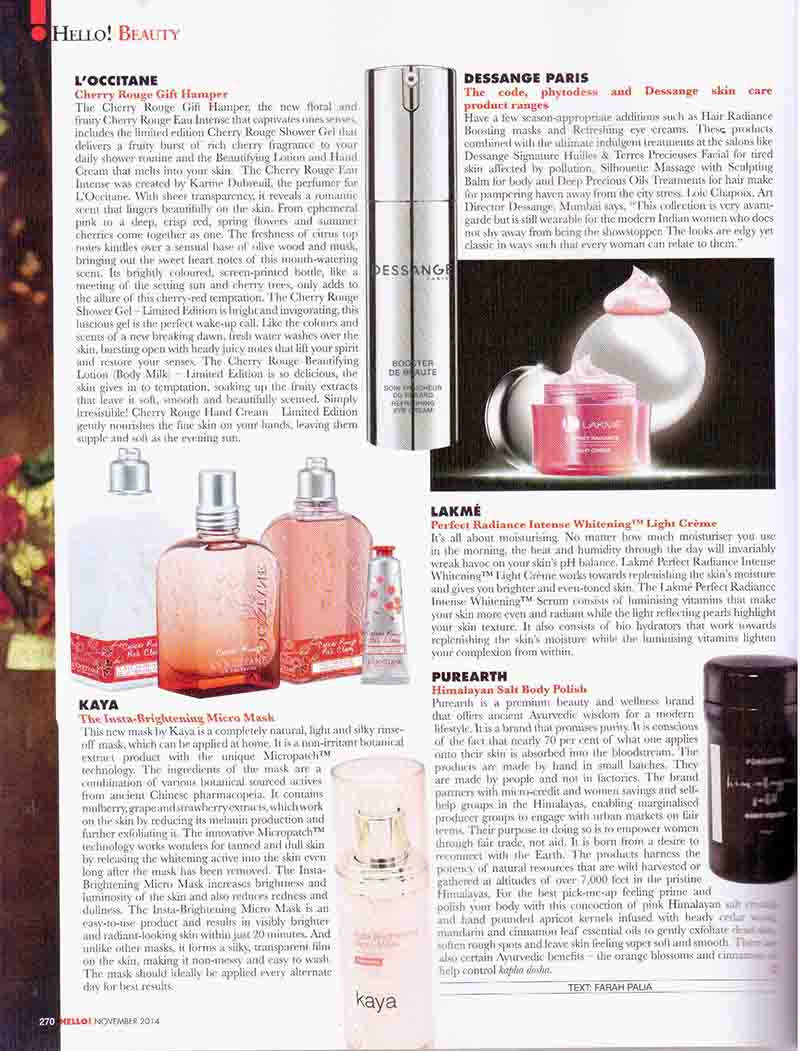 HELLO! BEAUTY
L'OCCITANE
Cherry Rouge Gift Hamper
The Cherry Rouge Gift Hamper, the new floral and
fruity Cherry Rouge Eau Intense that captivates ones senses,
includes the limited edition Cherry Rouge Shower Gel that
delivers a fruity burst of rich cherry fragrance to your
daily shower routine and the Beautifying Lotion and Hand
Cream that melts into your skin. The Cherry Rouge Eau
Intense was created by Karine Dubreuil, the perfumer for
L'Occitane. With sheer transparency, it reveals a romantic
scent that lingers beautifully on the skin. From ephemeral
pink to a deep, crisp red, spring flowers and summer
cherries come together as one. The freshness of citrus top
notes kindles over a sensual base of olive wood and musk,
bringing out the sweet heart notes of this mouth-watering
scent. Its brightly coloured, screen-printed bottle, like a
meeting of the setting sun and cherry trees, only adds to
the allure of this cherry-red temptation. The Cherry Rouge
Shower Gel – Limited Edition is bright and invigorating, this
luscious gel is the perfect wake-up call. Like the colours and
scents of a new breaking dawn, fresh water washes over the
skin, bursting open with heady juicy notes that lift your spirit
and restore your senses. The Cherry Rouge Beautifying
Lotion (Body Milk) – Limited Edition is so delicious, the
skin gives in to temptation, soaking up the fruity extracts
that leave it soft, smooth and beautifully scented. Simply
irresistible! Cherry Rouge Hand Cream – Limited Edition
gently nourishes the fine skin on your hands, leaving them
supple and soft as the evening sun.
DESSANGE
PARIS
BOOSTER
DE BEAUTE
SOIN FRAÎCHEUR
DU REGARD
REFRESHING
EYE CREAM
DESSANGE PARIS
The code, phytodess and Dessange skin care
product ranges
Have a few season-appropriate additions such as Hair Radiance
Boosting masks and Refreshing eye creams. These products
combined with the ultimate indulgent treatments at the salons like
Dessange Signature Huilles & Terres Precieuses Facial for tired
skin affected by pollution, Silhouette Massage with Sculpting
Balm for body and Deep Precious Oils Treatments for hair make
for pampering haven away from the city stress. Loïc Chapoix, Art
Director Dessange, Mumbai says, "This collection is very avant-
garde but is still wearable for the modern Indian women who does
not shy away from being the showstopper. The looks are edgy yet
classic in ways such that every woman can relate to them."
LAKMÉ
PERFECT RADIANCE
LIGHT CRÈME
LAKMÉ
Perfect Radiance Intense Whitening™ Light Crème
It's all about moisturising. No matter how much moisturiser you use
in the morning, the heat and humidity through the day will invariably
wreak havoc on your skin's pH balance. Lakmé Perfect Radiance Intense
Whitening™ Light Crème works towards replenishing the skin's moisture
and gives you brighter and even-toned skin. The Lakmé Perfect Radiance
Intense Whitening™ Serum consists of luminising vitamins that make
your skin more even and radiant while the light reflecting pearls highlight
your skin texture. It also consists of bio hydrators that work towards
replenishing the skin's moisture while the luminising vitamins lighten
your complexion from within.
KAYA
The Insta-Brightening Micro Mask
This new mask by Kaya is a completely natural, light and silky rinse-
off mask, which can be applied at home. It is a non-irritant botanical
extract product with the unique Micropatch™
technology. The ingredients of the mask are a
combination of various botanical sourced actives
from ancient Chinese pharmacopeia. It contains
mulberry, grape and strawberry extracts, which work
on the skin by reducing its melanin production and
further exfoliating it. The innovative Micropatch™
technology works wonders for tanned and dull skin
by releasing the whitening active into the skin even
long after the mask has been removed. The Insta-
Brightening Micro Mask increases brightness and
luminosity of the skin and also reduces redness and
dullness. The Insta-Brightening Micro Mask is an
easy-to-use product and results in visibly brighter
and radiant-looking skin within just 20 minutes. And
unlike other masks, it forms a silky, transparent film
on the skin, making it non-messy and easy to wash.
The mask should ideally be applied every alternate
day for best results.
kaya
PUREARTH
Himalayan Salt Body Polish
Purearth is a premium beauty and wellness brand
that offers ancient Ayurvedic wisdom for a modern
lifestyle. It is a brand that promises purity. It is conscious
of the fact that nearly 70 per cent of what one applies
onto their skin is absorbed into the bloodstream. The
products are made by hand in small batches. They
are made by people and not in factories. The brand
partners with micro-credit and women savings and self-
help groups in the Himalayas, enabling marginalised
producer groups to engage with urban markets on fair
terms. Their purpose in doing so is to empower women
through fair trade, not aid. It is born from a desire to
reconnect with the Earth. The products harness the
potency of natural resources that are wild harvested or
gathered at altitudes of over 7,000 feet in the pristine
Himalayas. For the best pick-me-up feeling prime and
polish your body with this concoction of pink Himalayan salt
and hand pounded apricot kernels infused with heady cedar
mandarin and cinnamon leaf essential oils to gently exfoliate dead
soften rough spots and leave skin feeling super soft and smooth. There are
also certain Ayurvedic benefits – the orange blossoms and cinnamon
help control kapha dosha.
TEXT: FARAH PALIA
270 HELLO! NOVEMBER 2014